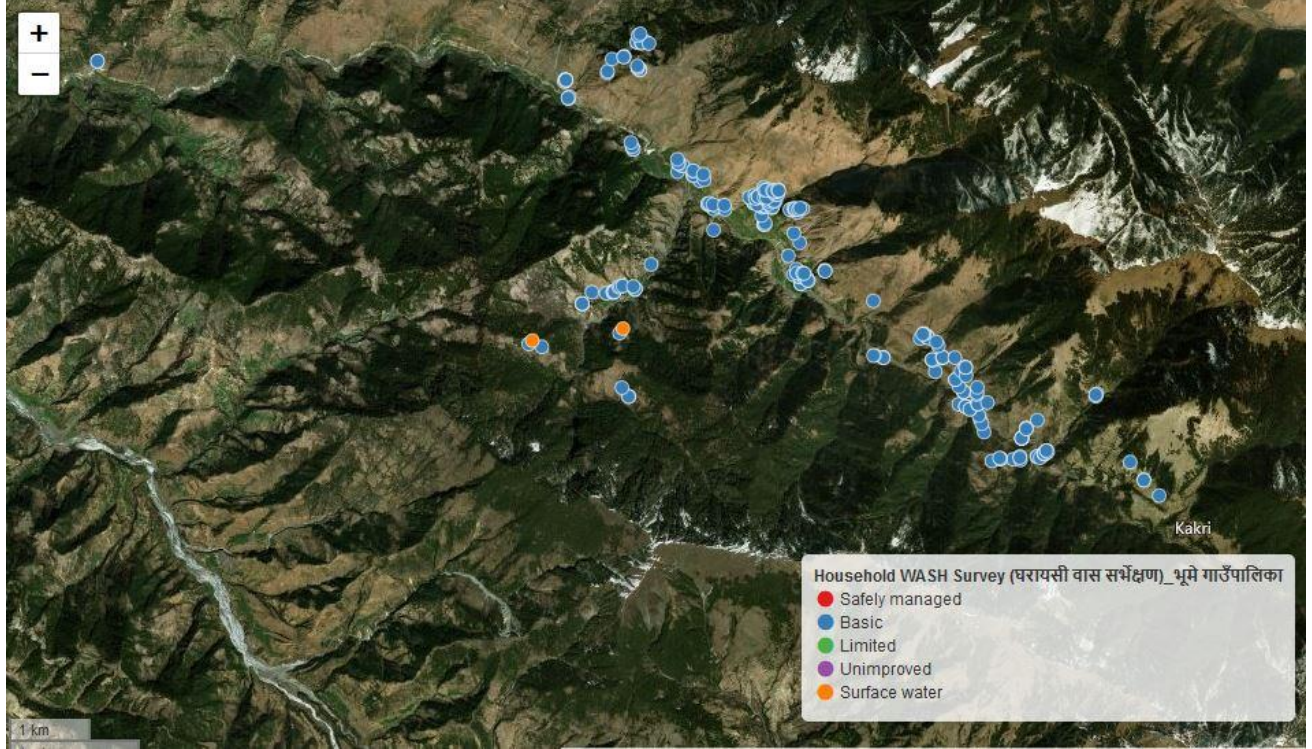 +
−
Kakri
Household WASH Survey (घरायसी वास सर्भेक्षण)_भूमे गाउँपालिका
Safely managed
Basic
Limited
Unimproved
Surface water
1 km